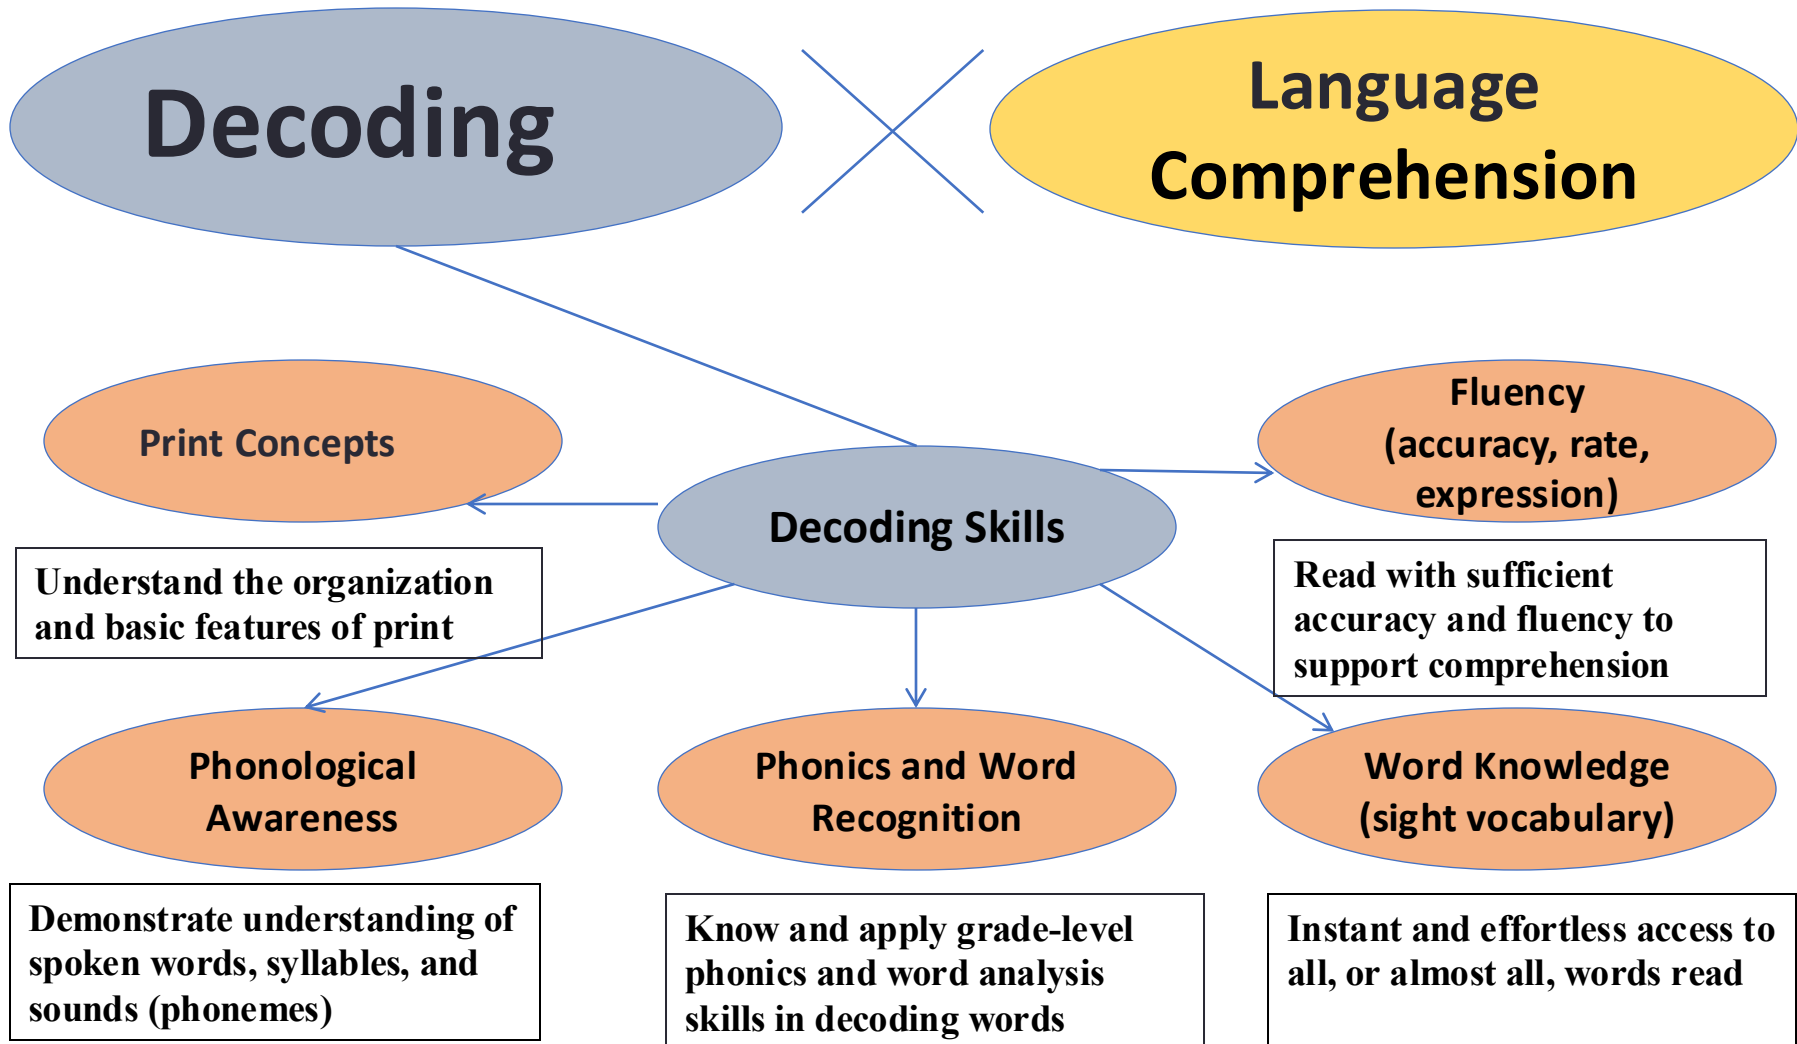 Decoding
Language
Comprehension
Print Concepts
Fluency
(accuracy, rate,
expression)
Decoding Skills
Understand the organization
and basic features of print
Read with sufficient
accuracy and fluency to
support comprehension
Phonological
Awareness
Phonics and Word
Recognition
Word Knowledge
(sight vocabulary)
Demonstrate understanding of
spoken words, syllables, and
sounds (phonemes)
Know and apply grade-level
phonics and word analysis
skills in decoding words
Instant and effortless access to
all, or almost all, words read